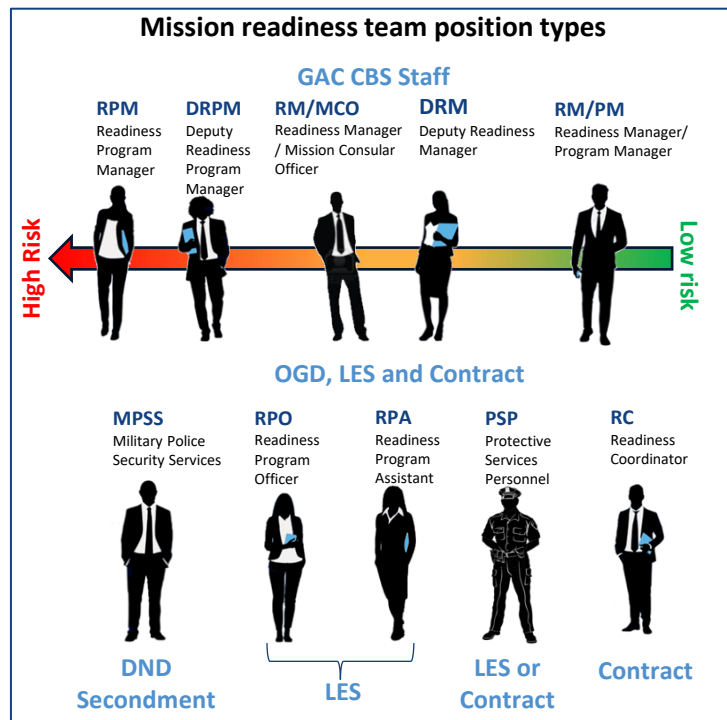 Mission readiness team position types
GAC CBS Staff
RPM
Readiness
Program
Manager
DRPM
Deputy
Readiness
Program
Manager
RM/MCO
Readiness Manager
/ Mission Consular
Officer
DRM
Deputy Readiness
Manager
RM/PM
Readiness Manager/
Program Manager
High Risk
Low risk
OGD, LES and Contract
MPSS
Military Police
Security Services
RPO
Readiness
Program
Officer
RPA
Readiness
Program
Assistant
PSP
Protective
Services
Personnel
RC
Readiness
Coordinator
DND
Secondment
LES
LES or
Contract
Contract